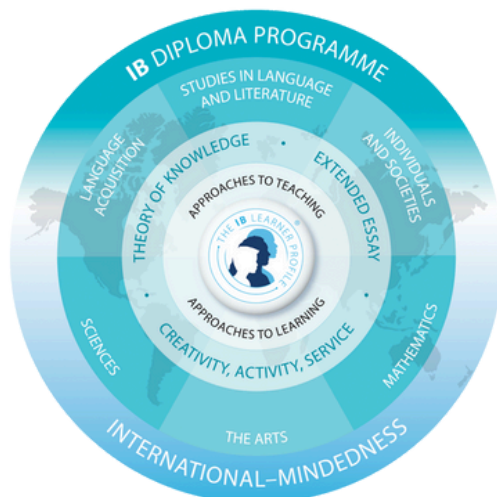 IB DIPLOMA PROGRAMME
STUDIES IN LANGUAGE
AND LITERATURE
LANGUAGE
ACQUISITION
INDIVIDUALS
AND SOCIETIES
THEORY OF KNOWLEDGE
EXTENDED ESSAY
APPROACHES TO TEACHING
THE IB LEARNER PROFILE
®
APPROACHES TO LEARNING
CREATIVITY, ACTIVITY, SERVICE
SCIENCES
MATHEMATICS
THE ARTS
INTERNATIONAL–MINDEDNESS